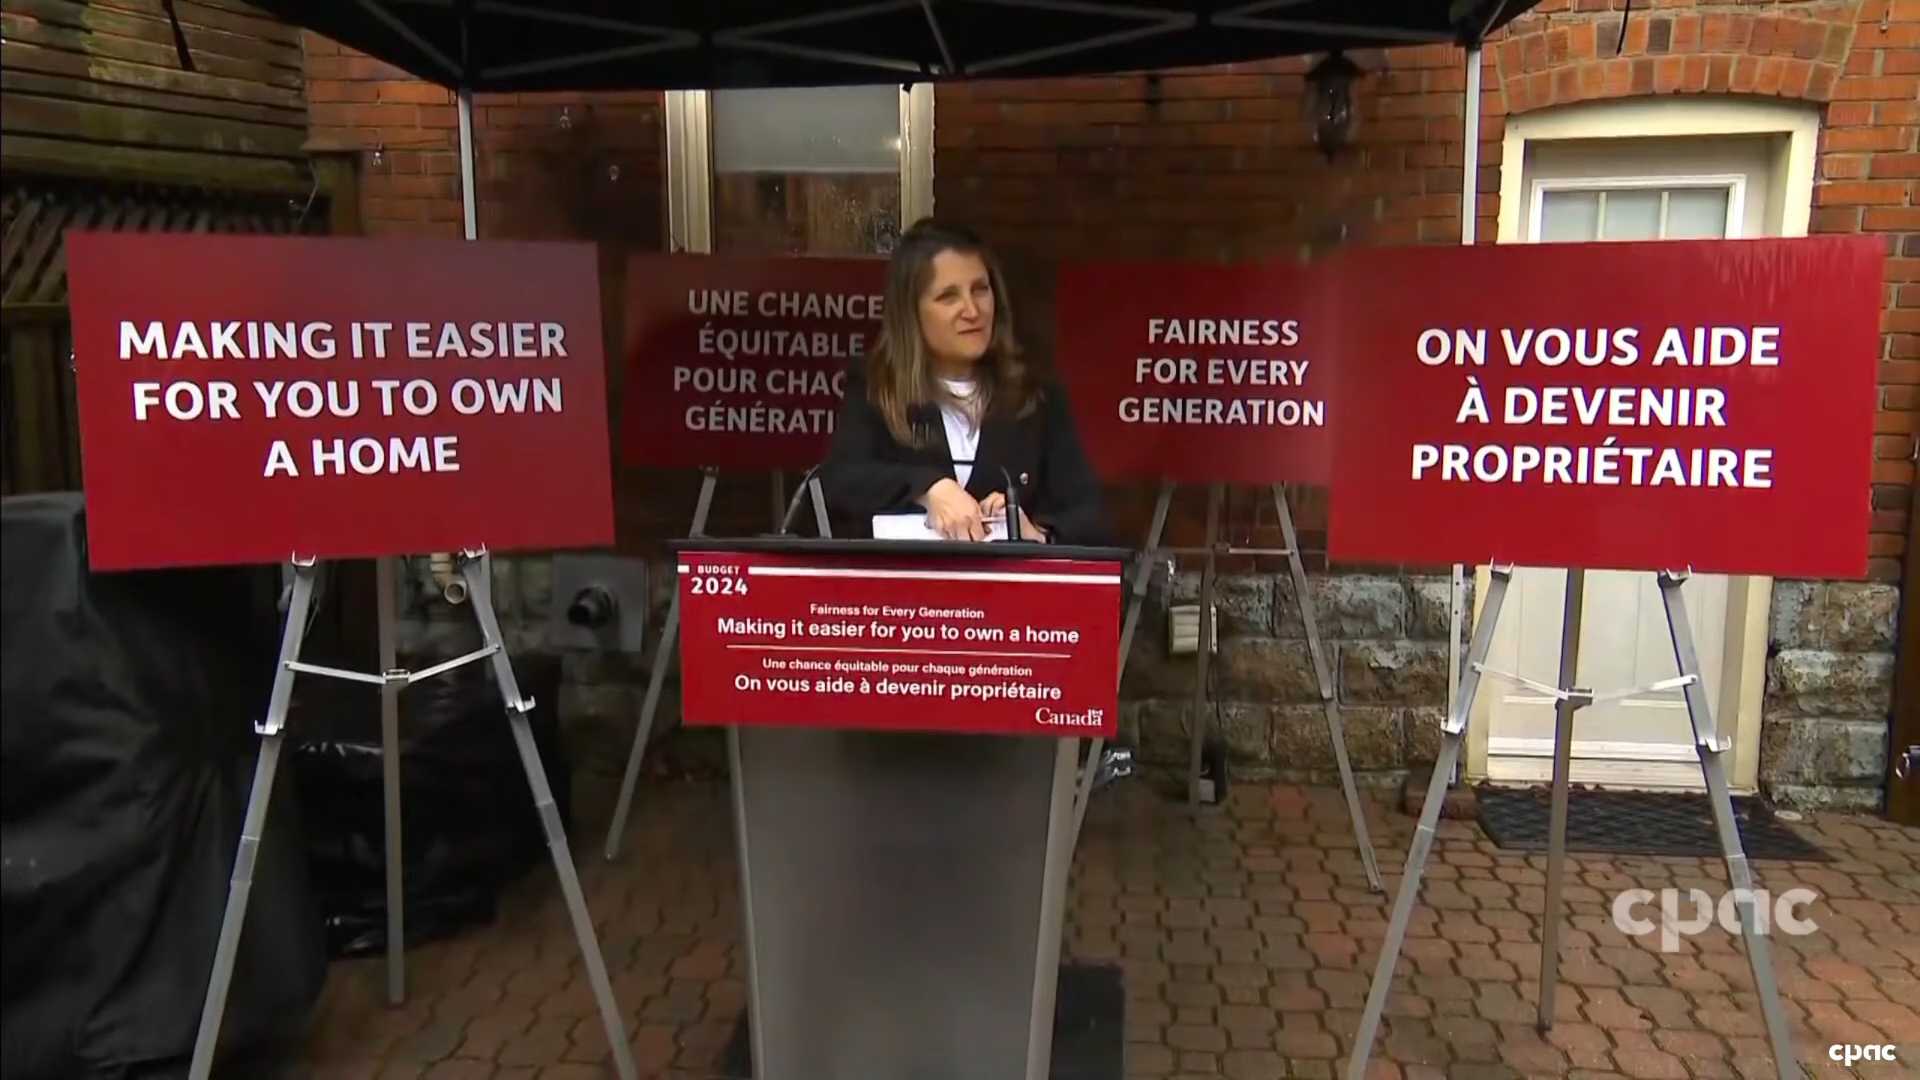 MAKING IT EASIER
FOR YOU TO OWN
A HOME
UNE CHANCE
ÉQUITABLE
POUR
FAIRNESS
FOR EVERY
GENERATION
ON VOUS AIDE
À DEVENIR
PROPRIÉTAIRE
BUDGET
2024
Fairness for Every Generation
Making it easier for you to own a home
Une chance équitable pour chaque génération
On vous aide à devenir propriétaire
Canada
cpac
cpac